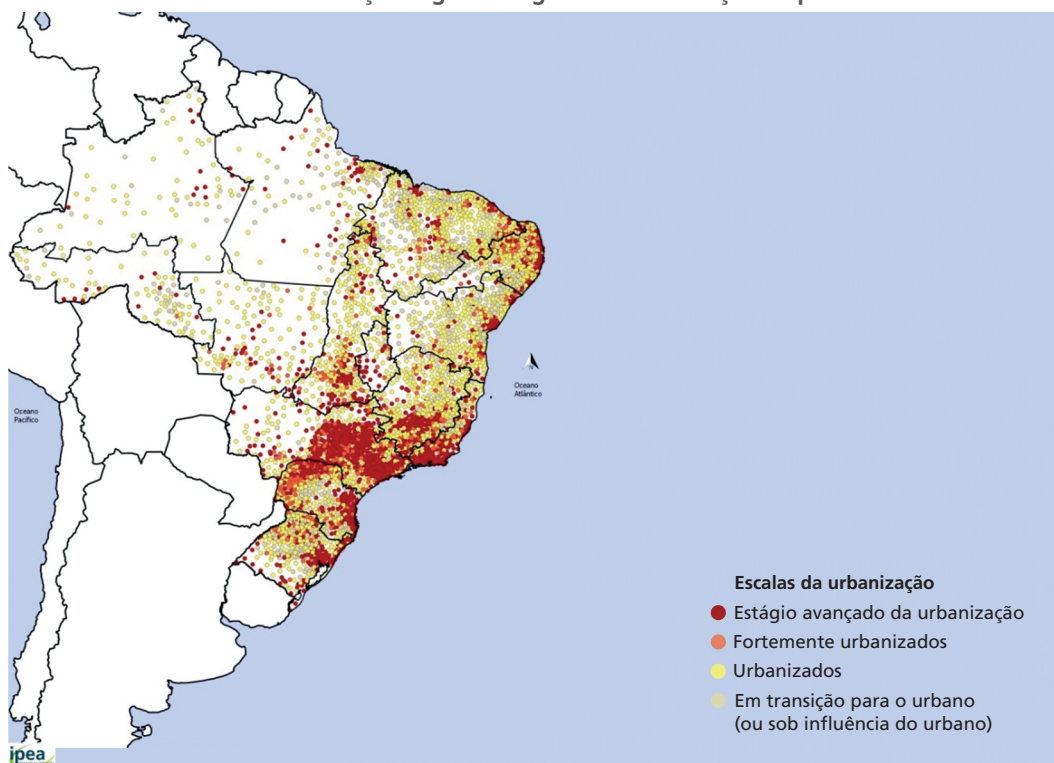 Oceano
Atlântico
Oceano
Pacífico
Escalas da urbanização
Estágio avançado da urbanização
Fortemente urbanizados
Urbanizados
Em transição para o urbano
(ou sob influência do urbano)
ipea